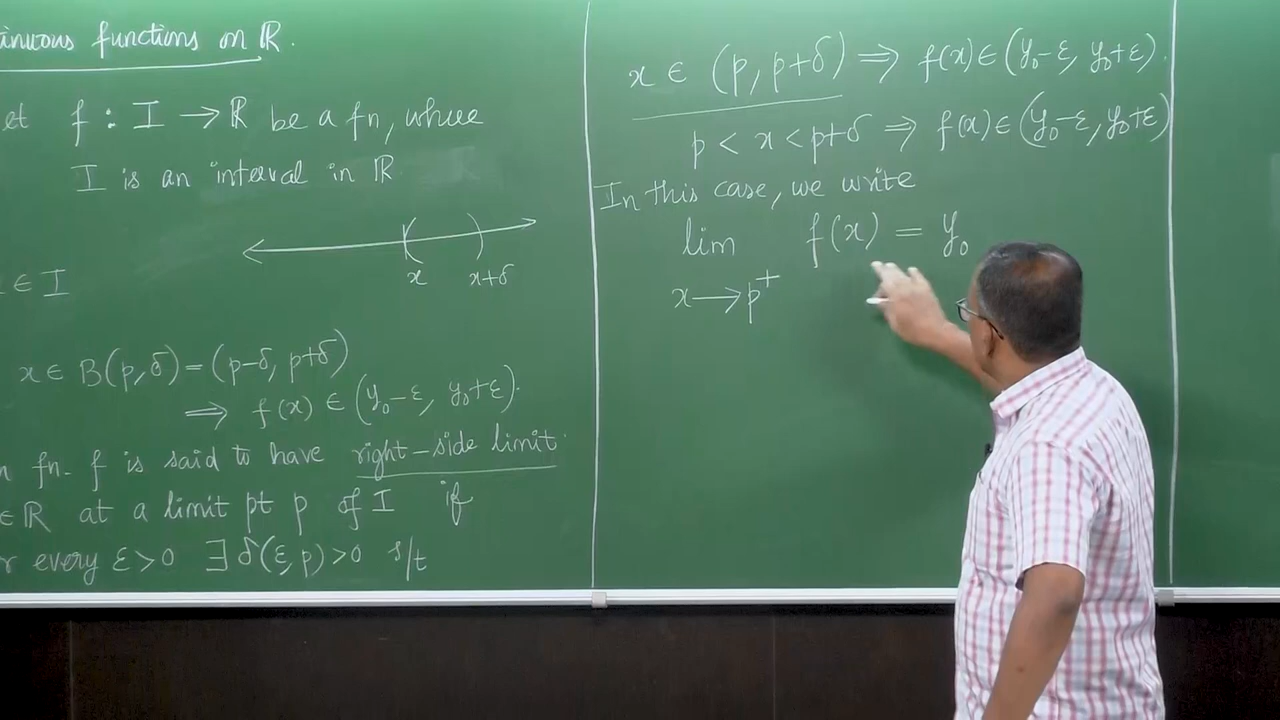 functions on ℝ.
f : I → ℝ be a fn, where
I is an interval in ℝ
x x+δ
∈ I
x ∈ B(p,δ) = (p-δ, p+δ)
⇒ f(x) ∈ (y₀-ε, y₀+ε).
fn. f is said to have right-side limit
∈ ℝ at a limit pt p of I if
every ε>0 ∃ δ(ε,p)>0 s/t
x ∈ (p, p+δ) ⇒ f(x) ∈ (y₀-ε, y₀+ε).
p < x < p+δ ⇒ f(x) ∈ (y₀-ε, y₀+ε)
In this case, we write
lim f(x) = y₀
x → p⁺